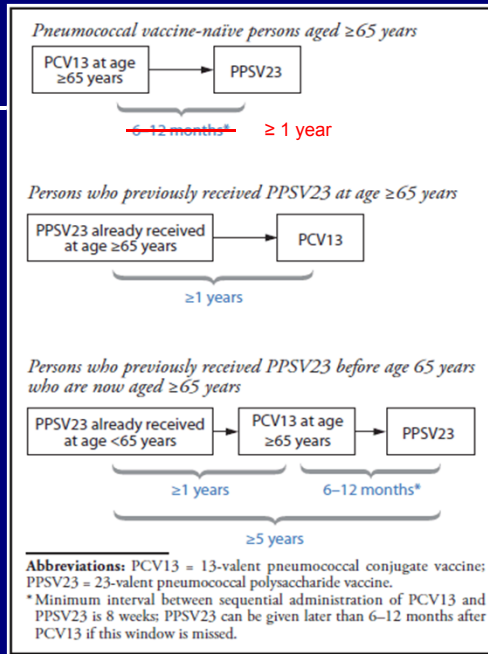 Pneumococcal vaccine-naïve persons aged ≥65 years
PCV13 at age
≥65 years
PPSV23
6–12 months*
≥ 1 year
Persons who previously received PPSV23 at age ≥65 years
PPSV23 already received
at age ≥65 years
PCV13
≥1 years
Persons who previously received PPSV23 before age 65 years
who are now aged ≥65 years
PPSV23 already received
at age <65 years
PCV13 at age
≥65 years
PPSV23
≥1 years
6–12 months*
≥5 years
Abbreviations: PCV13 = 13-valent pneumococcal conjugate vaccine;
PPSV23 = 23-valent pneumococcal polysaccharide vaccine.
* Minimum interval between sequential administration of PCV13 and
PPSV23 is 8 weeks; PPSV23 can be given later than 6–12 months after
PCV13 if this window is missed.